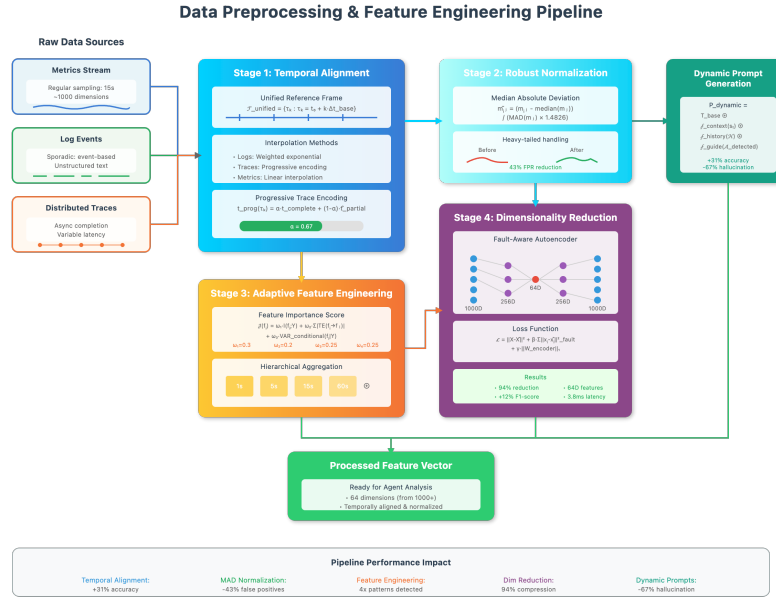 Data Preprocessing & Feature Engineering Pipeline
Raw Data Sources
Metrics Stream
Regular sampling: 15s
~1000 dimensions
Log Events
Sporadic: event-based
Unstructured text
Distributed Traces
Async completion
Variable latency
Stage 1: Temporal Alignment
Unified Reference Frame
Interpolation Methods
• Logs: Weighted exponential
• Traces: Progressive encoding
• Metrics: Linear interpolation
Progressive Trace Encoding
α = 0.67
Stage 2: Robust Normalization
Median Absolute Deviation
Heavy-tailed handling
Before
After
43% FPR reduction
Dynamic Prompt
Generation
P_dynamic =
+31% accuracy
-67% hallucination
Stage 3: Adaptive Feature Engineering
Feature Importance Score
ω₁=0.3
ω₂=0.2
ω₃=0.25
ω₄=0.25
Hierarchical Aggregation
1s
5s
15s
60s
Stage 4: Dimensionality Reduction
Fault-Aware Autoencoder
1000D
256D
64D
256D
1000D
Loss Function
Results
• 94% reduction
• 64D features
• +12% F1-score
• 3.8ms latency
Processed Feature Vector
Ready for Agent Analysis
• 64 dimensions (from 1000+)
• Temporally aligned & normalized
Pipeline Performance Impact
Temporal Alignment:
+31% accuracy
MAD Normalization:
-43% false positives
Feature Engineering:
4x patterns detected
Dim Reduction:
94% compression
Dynamic Prompts:
-67% hallucination